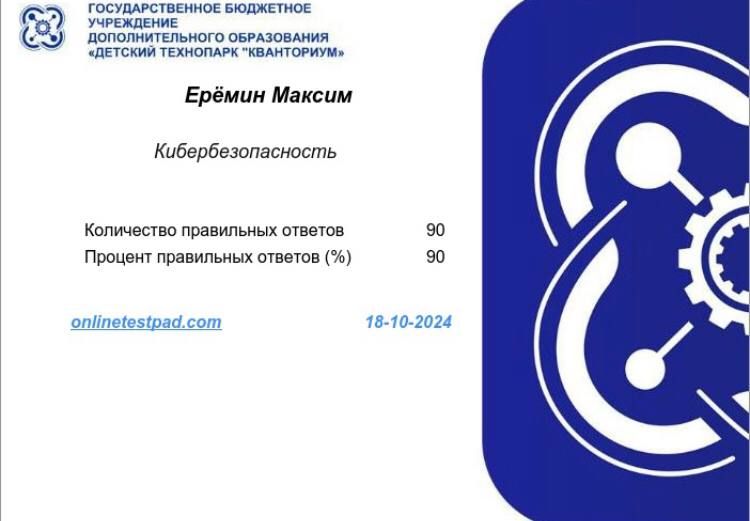 ГОСУДАРСТВЕННОЕ БЮДЖЕТНОЕ
УЧРЕЖДЕНИЕ
ДОПОЛНИТЕЛЬНОГО ОБРАЗОВАНИЯ
«ДЕТСКИЙ ТЕХНОПАРК "КВАНТОРИУМ»
Ерёмин Максим
Кибербезопасность
Количество правильных ответов 90
Процент правильных ответов (%) 90
onlinetestpad.com 18-10-2024